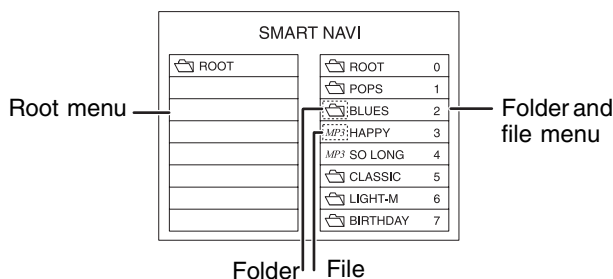 SMART NAVI
ROOT
ROOT 0
POPS 1
BLUES 2
MP3 HAPPY 3
MP3 SO LONG 4
CLASSIC 5
LIGHT-M 6
BIRTHDAY 7
Root menu
Folder and
file menu
Folder
File